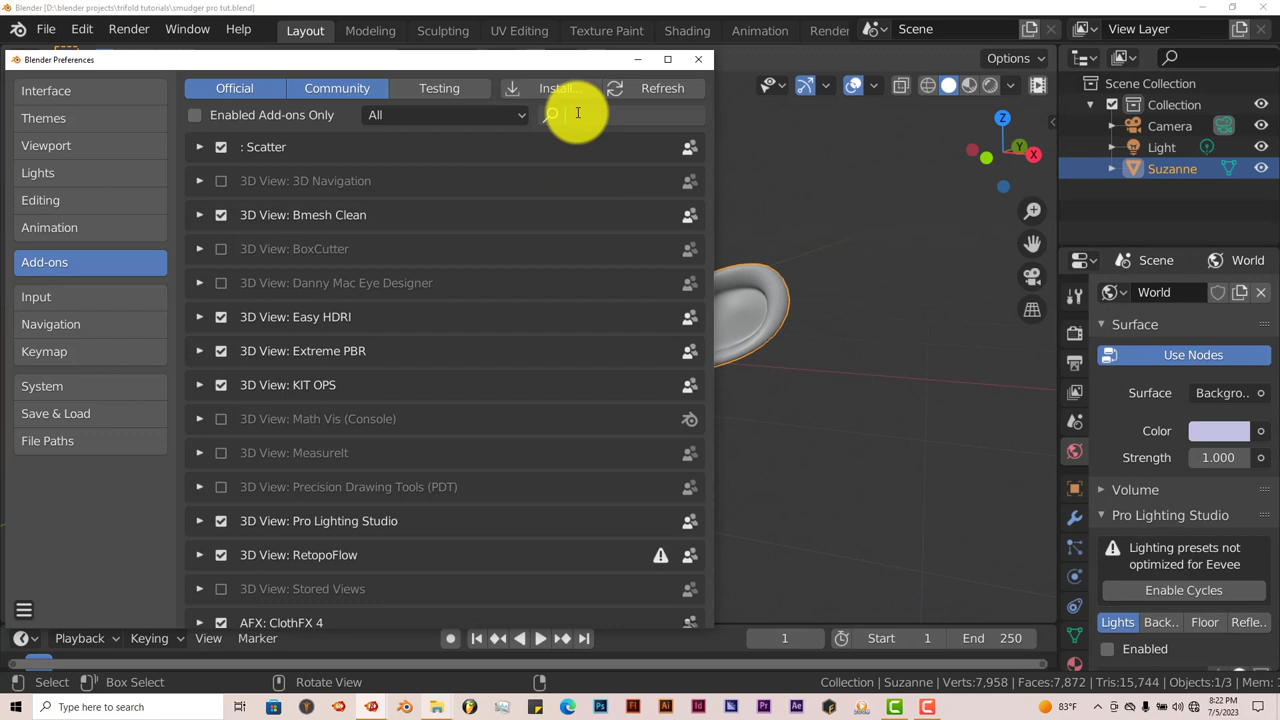 Blender [D:\blender projects\trifold tutorials\smudger pro tut.blend]
File Edit Render Window Help Layout Modeling Sculpting UV Editing Texture Paint Shading Animation Render Scene View Layer
Blender Preferences
Options
Interface
Themes
Viewport
Lights
Editing
Animation
Add-ons
Input
Navigation
Keymap
System
Save & Load
File Paths
Official Community Testing Install... Refresh
Enabled Add-ons Only All
: Scatter
3D View: 3D Navigation
3D View: Bmesh Clean
3D View: BoxCutter
3D View: Danny Mac Eye Designer
3D View: Easy HDRI
3D View: Extreme PBR
3D View: KIT OPS
3D View: Math Vis (Console)
3D View: MeasureIt
3D View: Precision Drawing Tools (PDT)
3D View: Pro Lighting Studio
3D View: RetopoFlow
3D View: Stored Views
AFX: ClothFX 4
Z
Y
X
Scene Collection
Collection
Camera
Light
Suzanne
Scene World
World
Surface
Use Nodes
Surface Backgro..
Color
Strength 1.000
Volume
Pro Lighting Studio
Lighting presets not
optimized for Eevee
Enable Cycles
Lights Back.. Floor Refle..
Enabled
Playback Keying View Marker 1 Start 1 End 250
Select Box Select Rotate View Collection | Suzanne | Verts:7,958 | Faces:7,872 | Tris:15,744 | Objects:1/3 | Mem: 1
Type here to search
83°F
8:22 PM
7/5/2023